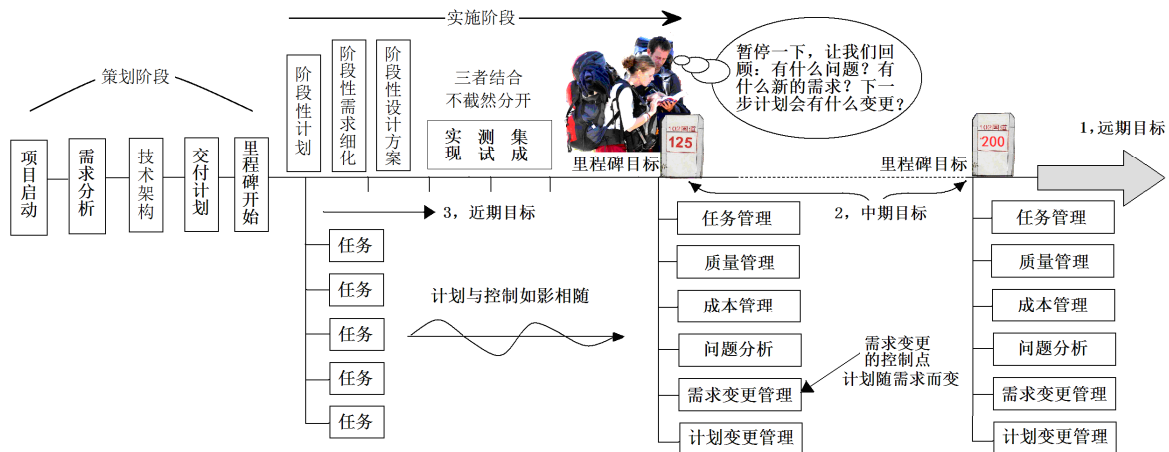 实施阶段
策划阶段
项目启动
需求分析
技术架构
交付计划
里程碑开始
阶段性计划
阶段性需求细化
阶段性设计方案
三者结合
不截然分开
实现
测试
集成
暂停一下，让我们回
顾：有什么问题？有
什么新的需求？下一
步计划会有什么变更？
125
里程碑目标
200
里程碑目标
1，远期目标
2，中期目标
3，近期目标
任务
任务
任务
任务
任务
计划与控制如影相随
任务管理
质量管理
成本管理
问题分析
需求变更管理
计划变更管理
需求变更
的控制点
计划随需求而变
任务管理
质量管理
成本管理
问题分析
需求变更管理
计划变更管理